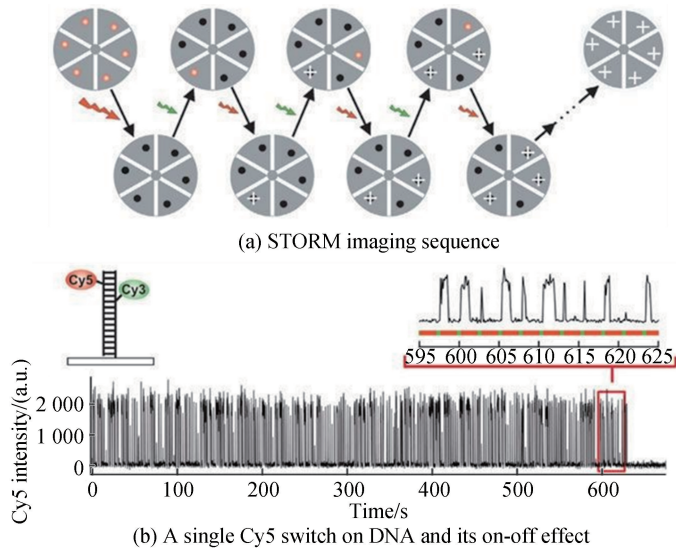 (a) STORM imaging sequence
Cy5
Cy3
595 600 605 610 615 620 625
Cy5 intensity/(a.u.)
2 000
1 000
0
0 100 200 300 400 500 600
Time/s
(b) A single Cy5 switch on DNA and its on-off effect